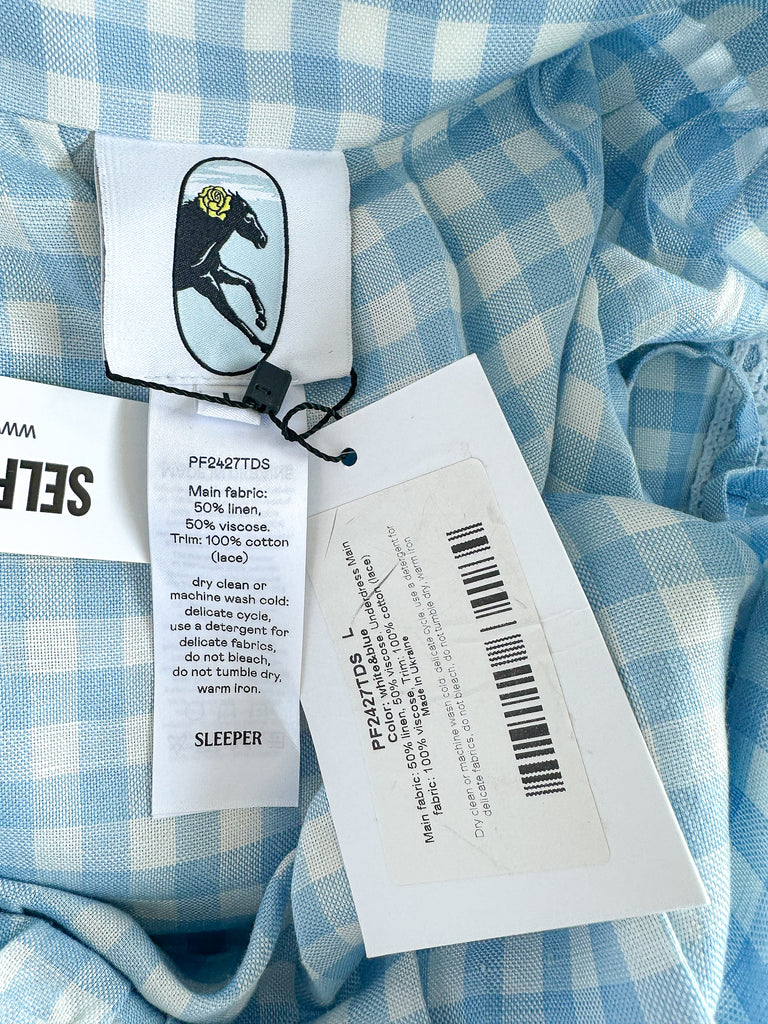 WWW
SELF
PF2427TDS
Main fabric:
50% linen,
50% viscose.
Trim: 100% cotton
(lace)
dry clean or
machine wash cold:
delicate cycle,
use a detergent for
delicate fabrics,
do not bleach,
do not tumble dry,
warm iron.
SLEEPER
PF2427TDS L
Color: White&blue Underdress Main
Main fabric: 50% linen, 50% viscose, 100% cotton (lace)
fabric: 100% viscose, Trim: 100%
Made in Ukraine
Dry clean or machine wash cold, delicate cycle, use a detergent for
delicate fabrics, do not bleach, do not tumble dry, warm iron